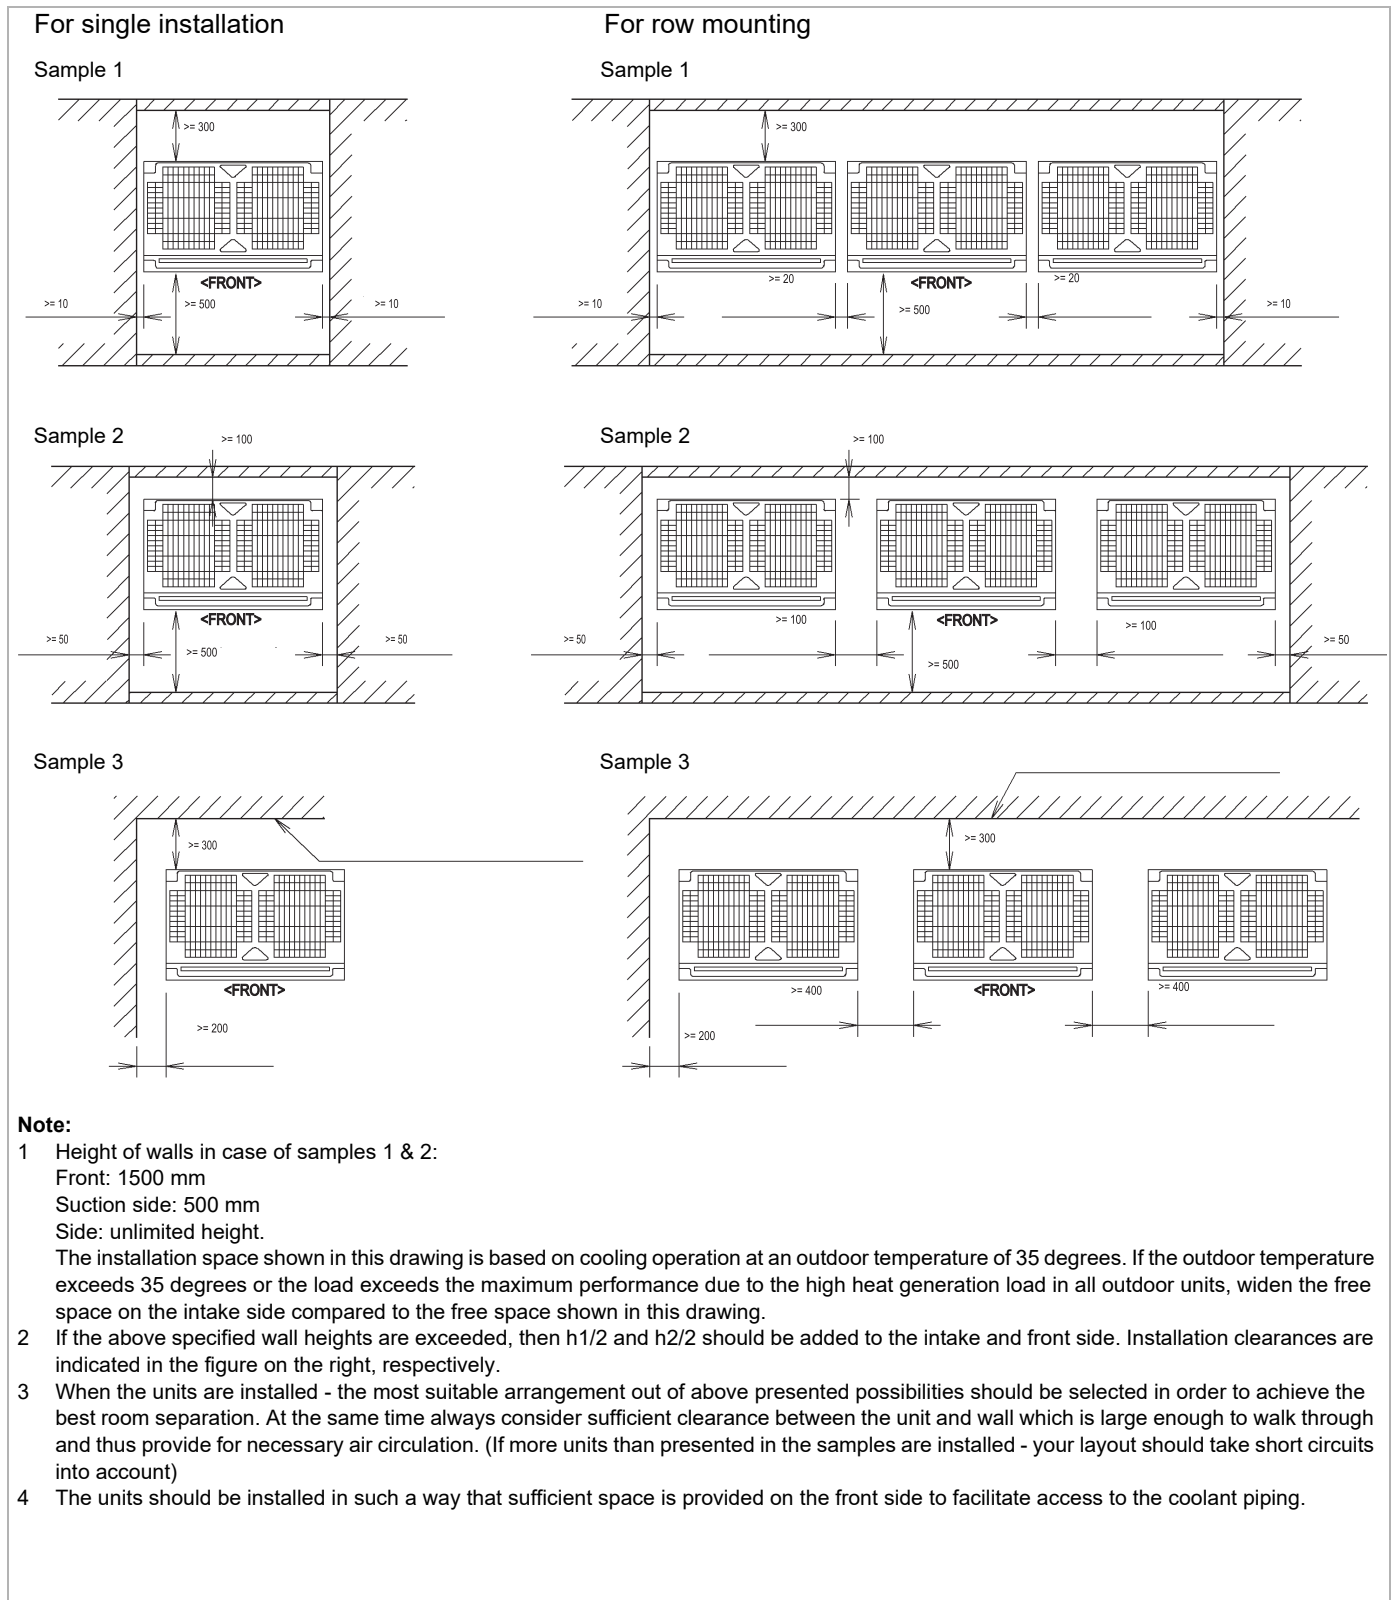 For single installation
For row mounting
Sample 1
Sample 1
>= 300
<FRONT>
>= 10
>= 500
>= 10
>= 300
>= 20
<FRONT>
>= 20
>= 10
>= 500
>= 10
Sample 2
>= 100
Sample 2
>= 100
<FRONT>
>= 50
>= 500
>= 50
>= 100
<FRONT>
>= 100
>= 50
>= 500
>= 50
Sample 3
Sample 3
>= 300
<FRONT>
>= 200
>= 300
>= 400
<FRONT>
>= 400
>= 200
Note:
1 Height of walls in case of samples 1 & 2:
Front: 1500 mm
Suction side: 500 mm
Side: unlimited height.
The installation space shown in this drawing is based on cooling operation at an outdoor temperature of 35 degrees. If the outdoor temperature
exceeds 35 degrees or the load exceeds the maximum performance due to the high heat generation load in all outdoor units, widen the free
space on the intake side compared to the free space shown in this drawing.
2 If the above specified wall heights are exceeded, then h1/2 and h2/2 should be added to the intake and front side. Installation clearances are
indicated in the figure on the right, respectively.
3 When the units are installed - the most suitable arrangement out of above presented possibilities should be selected in order to achieve the
best room separation. At the same time always consider sufficient clearance between the unit and wall which is large enough to walk through
and thus provide for necessary air circulation. (If more units than presented in the samples are installed - your layout should take short circuits
into account)
4 The units should be installed in such a way that sufficient space is provided on the front side to facilitate access to the coolant piping.